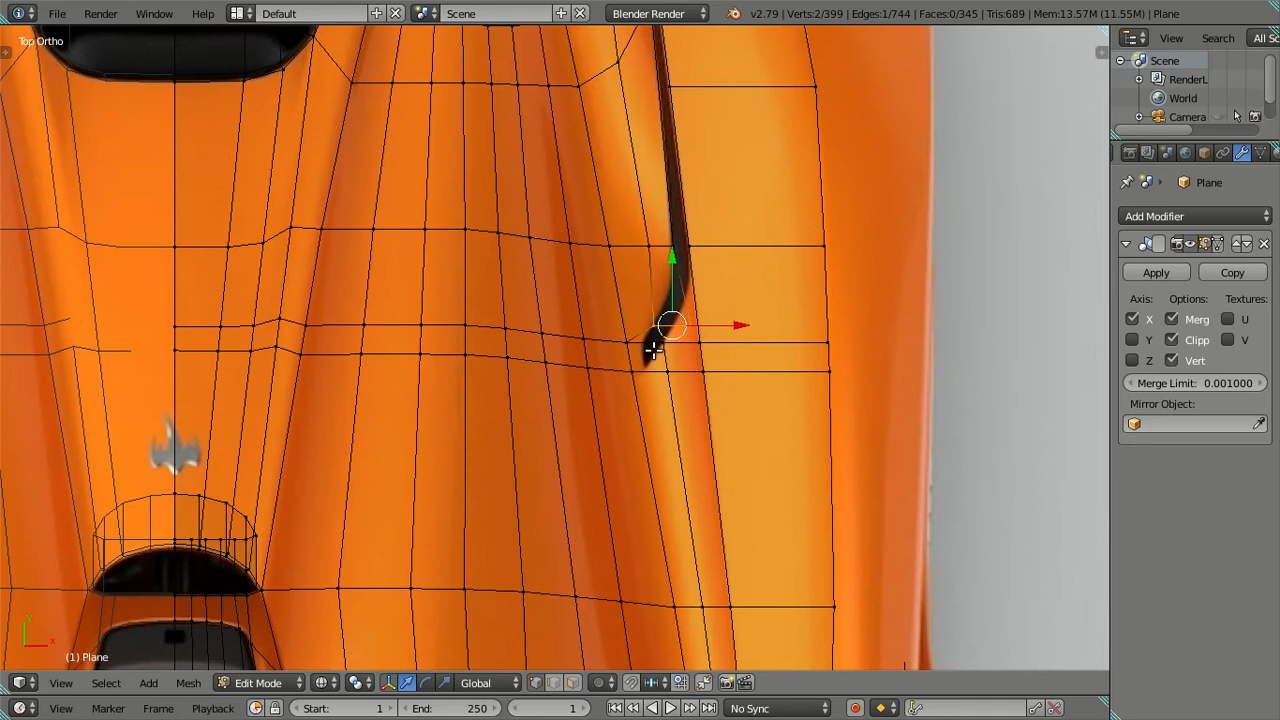 File Render Window Help Default Scene Blender Render v2.79 | Verts:2/399 | Edges:1/744 | Faces:0/345 | Tris:689 | Mem:13.57M (11.55M) | Plane
Top Ortho
View Search All Sc
Scene
RenderL
World
Camera
Plane
Add Modifier
Apply Copy
Axis: Options: Textures:
X Merg U
Y Clipp V
Z Vert
Merge Limit: 0.001000
Mirror Object:
Y
X
(1) Plane
View Select Add Mesh Edit Mode Global
View Marker Frame Playback Start: 1 End: 250 1 No Sync